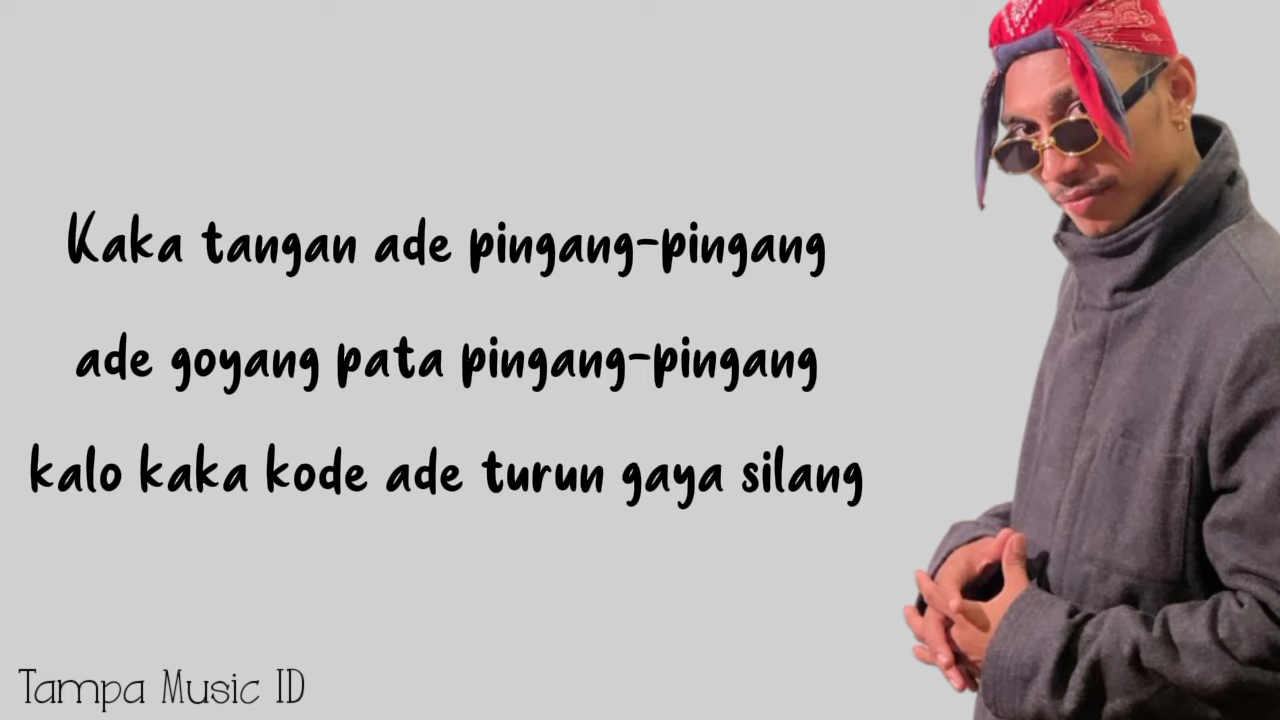 Kaka tangan ade pingang-pingang
ade goyang pata pingang-pingang
kalo kaka kode ade turun gaya silang
Tampa Music ID